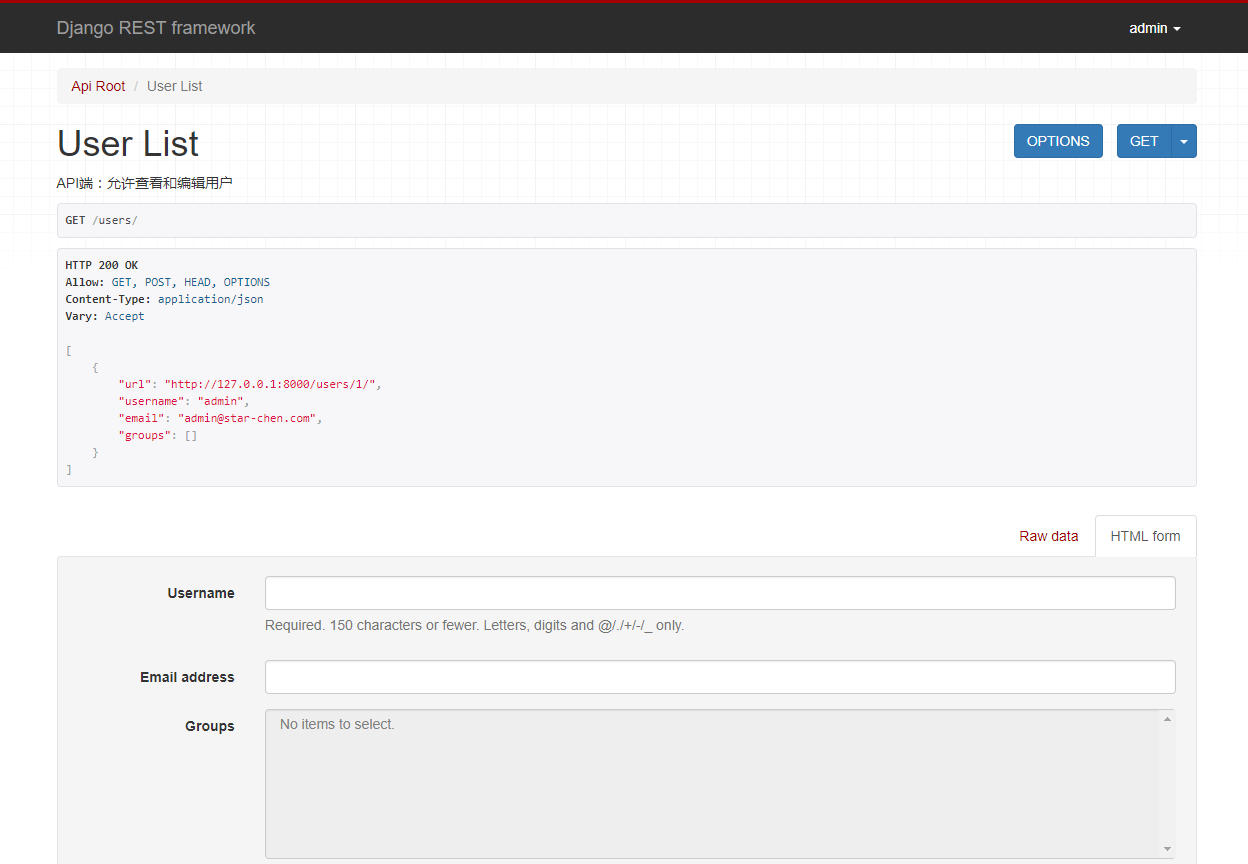 Django REST framework
admin
Api Root / User List
User List
OPTIONS
GET
API端：允许查看和编辑用户
GET /users/
HTTP 200 OK
Allow: GET, POST, HEAD, OPTIONS
Content-Type: application/json
Vary: Accept
[
    {
        "url": "http://127.0.0.1:8000/users/1/",
        "username": "admin",
        "email": "admin@star-chen.com",
        "groups": []
    }
]
Raw data
HTML form
Username
Required. 150 characters or fewer. Letters, digits and @/./+/-/_ only.
Email address
Groups
No items to select.